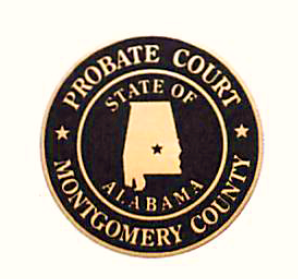 PROBATE COURT
STATE OF
ALABAMA
MONTGOMERY COUNTY